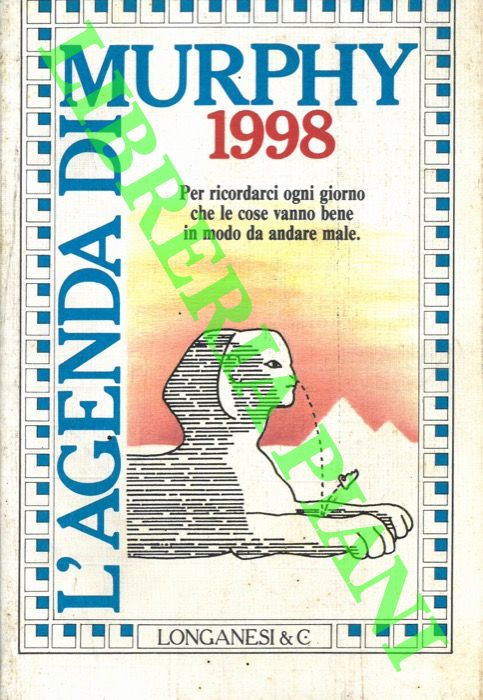 L'AGENDA DI
MURPHY
1998
Per ricordarci ogni giorno
che le cose vanno bene
in modo da andare male.
LIBRERIA PIANI
LONGANESI & C.